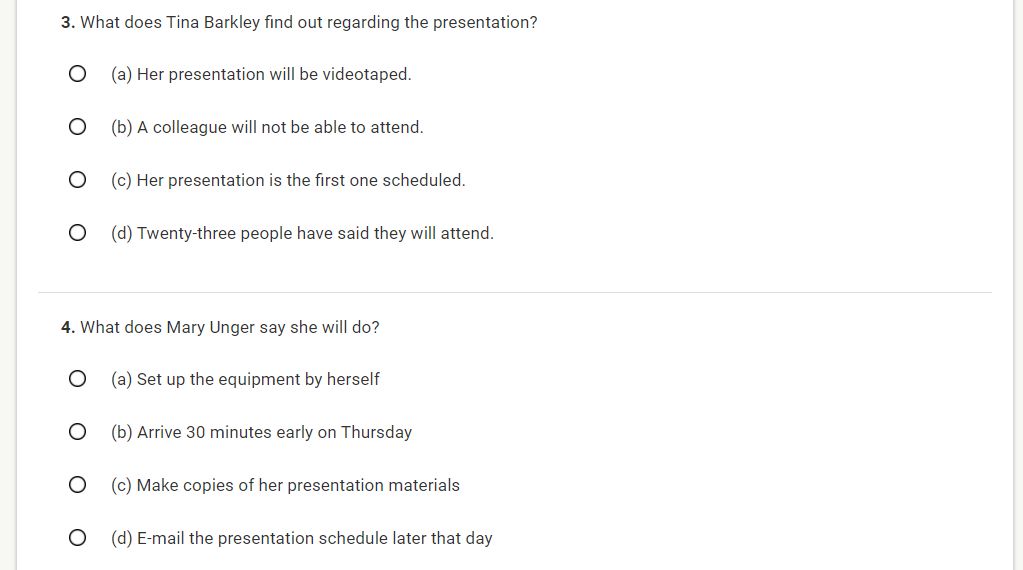 3. What does Tina Barkley find out regarding the presentation?
(a) Her presentation will be videotaped.
(b) A colleague will not be able to attend.
(c) Her presentation is the first one scheduled.
(d) Twenty-three people have said they will attend.
4. What does Mary Unger say she will do?
(a) Set up the equipment by herself
(b) Arrive 30 minutes early on Thursday
(c) Make copies of her presentation materials
(d) E-mail the presentation schedule later that day